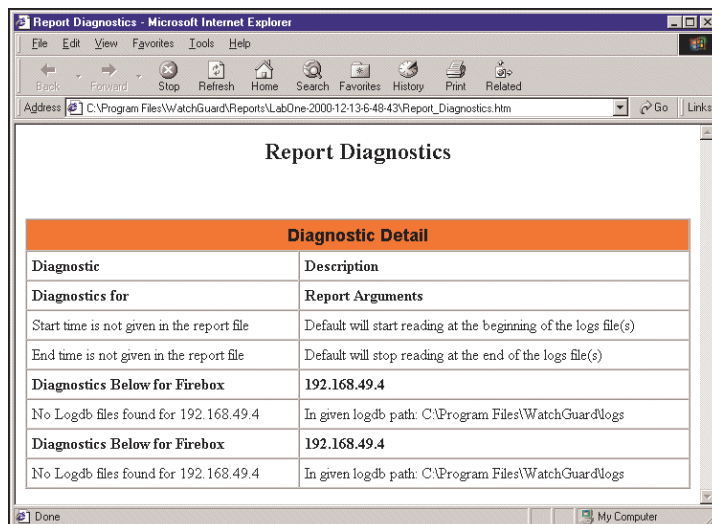 Report Diagnostics - Microsoft Internet Explorer
File Edit View Favorites Tools Help
Back Forward Stop Refresh Home Search Favorites History Print Related
Address C:\Program Files\WatchGuard\Reports\LabOne-2000-12-13-6-48-43\Report_Diagnostics.htm Go Links
Report Diagnostics
Diagnostic Detail
Diagnostic Description
Diagnostics for Report Arguments
Start time is not given in the report file Default will start reading at the beginning of the logs file(s)
End time is not given in the report file Default will stop reading at the end of the logs file(s)
Diagnostics Below for Firebox 192.168.49.4
No Logdb files found for 192.168.49.4 In given logdb path: C:\Program Files\WatchGuard\logs
Diagnostics Below for Firebox 192.168.49.4
No Logdb files found for 192.168.49.4 In given logdb path: C:\Program Files\WatchGuard\logs
Done My Computer